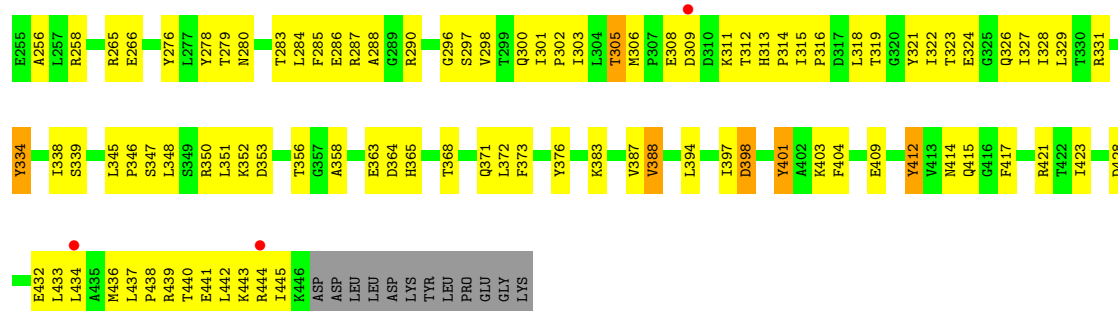 E255 A256 L257 R258 R265 E266 Y276 L277 Y278 T279 N280 T283 L284 F285 E286 R287 A288 G289 R290 G296 S297 V298 T299 Q300 I301 P302 I303 L304 T305 M306 P307 E308 D309 D310 K311 T312 H313 P314 I315 P316 D317 L318 T319 G320 Y321 I322 T323 E324 G325 Q326 I327 I328 L329 T330 R331
Y334 I338 S339 L345 P346 S347 L348 S349 R350 L351 K352 D353 T356 G357 A358 E363 D364 H365 T368 Q371 L372 F373 Y376 K383 V387 V388 L394 I397 D398 Y401 A402 K403 F404 E409 Y412 V413 N414 Q415 G416 F417 R421 T422 I423 D428
E432 L433 L434 A435 M436 L437 P438 R439 T440 E441 L442 K443 R444 I445 K446 ASP ASP LEU LEU ASP LYS TYR LEU PRO GLU GLY LYS